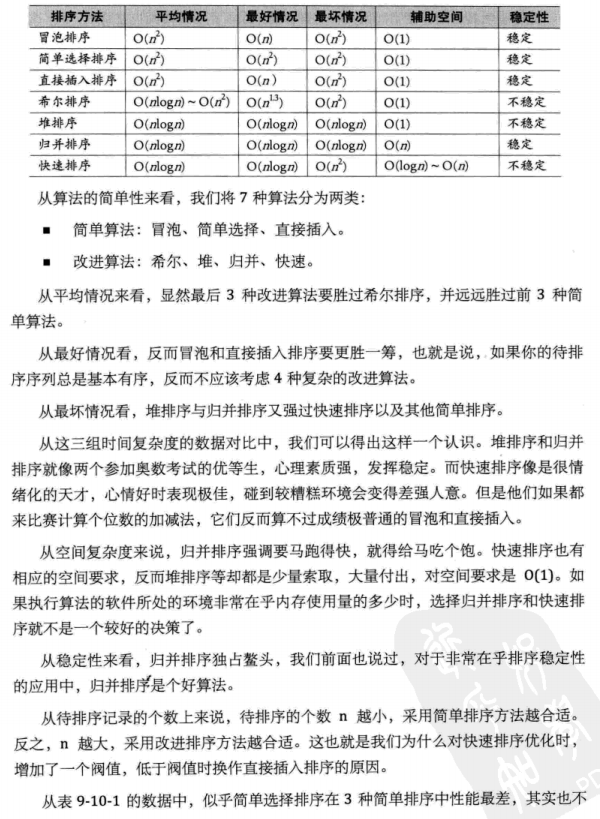 排序方法 平均情况 最好情况 最坏情况 辅助空间 稳定性
冒泡排序 O(n²) O(n) O(n²) O(1) 稳定
简单选择排序 O(n²) O(n²) O(n²) O(1) 稳定
直接插入排序 O(n²) O(n) O(n²) O(1) 稳定
希尔排序 O(nlogn)~O(n²) O(n¹·³) O(n²) O(1) 不稳定
堆排序 O(nlogn) O(nlogn) O(nlogn) O(1) 不稳定
归并排序 O(nlogn) O(nlogn) O(nlogn) O(n) 稳定
快速排序 O(nlogn) O(nlogn) O(n²) O(logn)~O(n) 不稳定
从算法的简单性来看，我们将 7 种算法分为两类：
■ 简单算法：冒泡、简单选择、直接插入。
■ 改进算法：希尔、堆、归并、快速。
从平均情况来看，显然最后 3 种改进算法要胜过希尔排序，并远远胜过前 3 种简
单算法。
从最好情况看，反而冒泡和直接插入排序要更胜一筹，也就是说，如果你的待排
序序列总是基本有序，反而不应该考虑 4 种复杂的改进算法。
从最坏情况看，堆排序与归并排序又强过快速排序以及其他简单排序。
从这三组时间复杂度的数据对比中，我们可以得出这样一个认识。堆排序和归并
排序就像两个参加奥数考试的优等生，心理素质强，发挥稳定。而快速排序像是很情
绪化的天才，心情好时表现极佳，碰到较糟糕环境会变得差强人意。但是他们如果都
来比赛计算个位数的加减法，它们反而算不过成绩极普通的冒泡和直接插入。
从空间复杂度来说，归并排序强调要马跑得快，就得给马吃个饱。快速排序也有
相应的空间要求，反而堆排序等却都是少量索取，大量付出，对空间要求是 O(1)。如
果执行算法的软件所处的环境非常在乎内存使用量的多少时，选择归并排序和快速排
序就不是一个较好的决策了。
从稳定性来看，归并排序独占鳌头，我们前面也说过，对于非常在乎排序稳定性
的应用中，归并排序是个好算法。
从待排序记录的个数上来说，待排序的个数 n 越小，采用简单排序方法越合适。
反之，n 越大，采用改进排序方法越合适。这也就是我们为什么对快速排序优化时，
增加了一个阀值，低于阀值时换作直接插入排序的原因。
从表 9-10-1 的数据中，似乎简单选择排序在 3 种简单排序中性能最差，其实也不